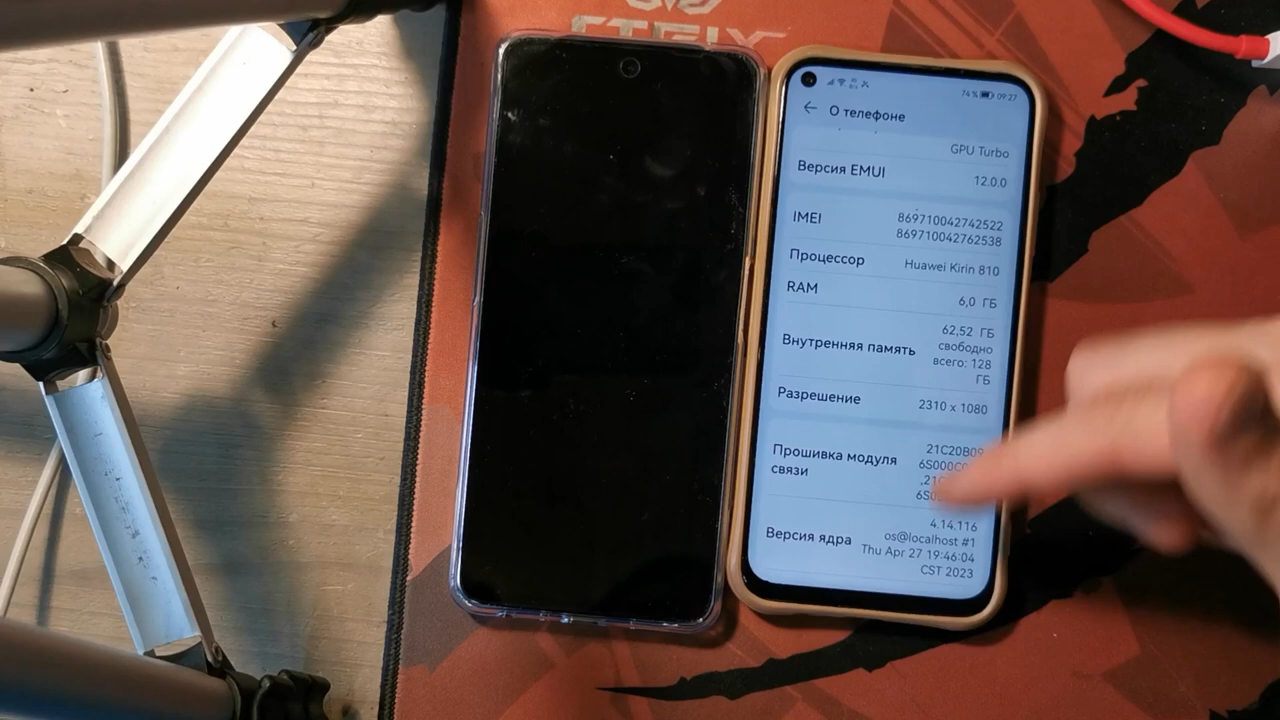 74 % 09:27
О телефоне
GPU Turbo
Версия EMUI 12.0.0
IMEI 869710042742522
869710042762538
Процессор Huawei Kirin 810
RAM 6,0 ГБ
Внутренняя память 62,52 ГБ
свободно
всего: 128
ГБ
Разрешение 2310 x 1080
Прошивка модуля
связи
21C20B09
Версия ядра 4.14.116
os@localhost #1
Thu Apr 27 19:46:04
CST 2023